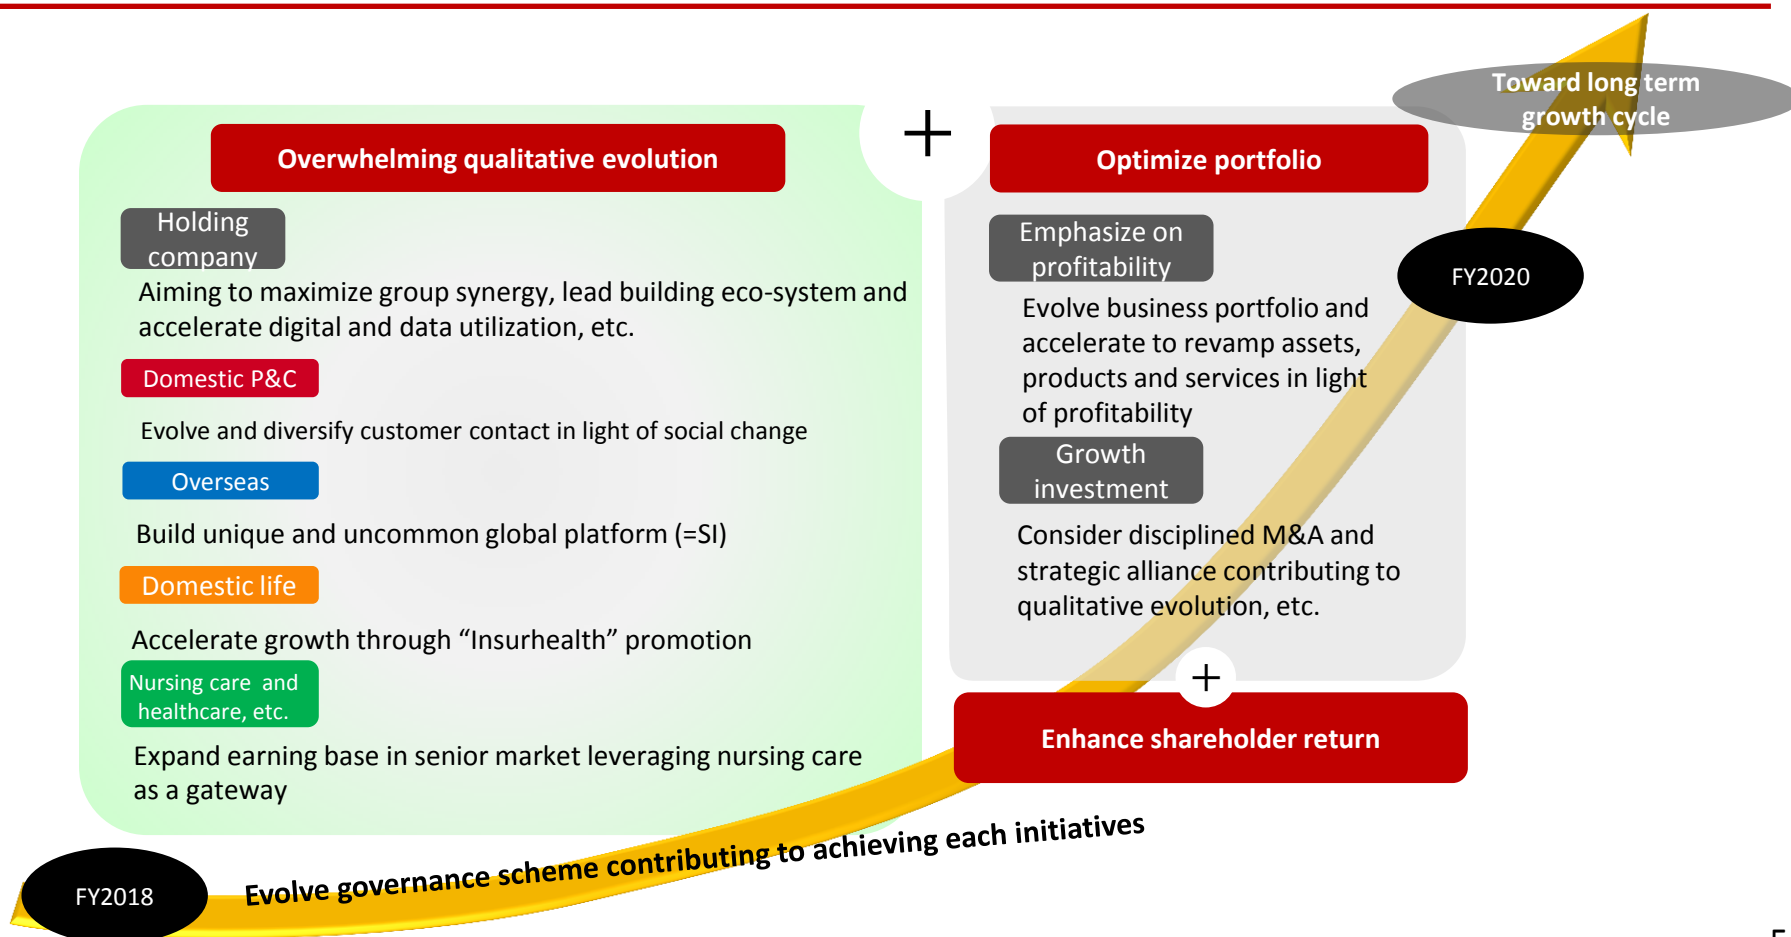 Toward long term
growth cycle
+
Overwhelming qualitative evolution
Holding
company
Aiming to maximize group synergy, lead building eco-system and
accelerate digital and data utilization, etc.
Domestic P&C
Evolve and diversify customer contact in light of social change
Overseas
Build unique and uncommon global platform (=SI)
Domestic life
Accelerate growth through “Insurhealth” promotion
Nursing care and
healthcare, etc.
Expand earning base in senior market leveraging nursing care
as a gateway
Optimize portfolio
Emphasize on
profitability
Evolve business portfolio and
accelerate to revamp assets,
products and services in light
of profitability
Growth
investment
Consider disciplined M&A and
strategic alliance contributing to
qualitative evolution, etc.
+
Enhance shareholder return
FY2020
FY2018
Evolve governance scheme contributing to achieving each initiatives